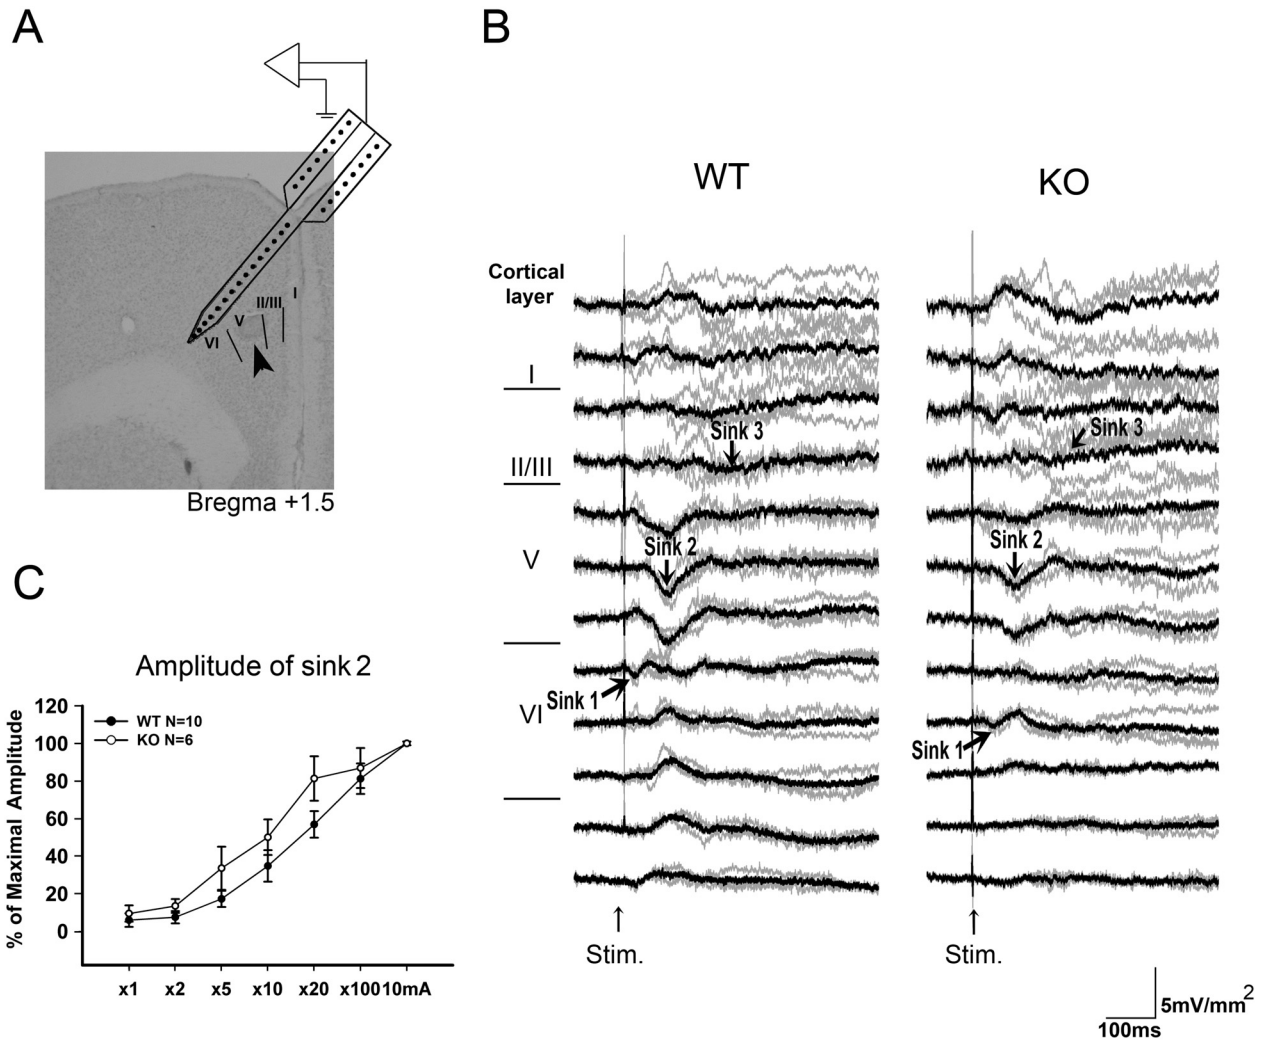 A
I
II/III
V
VI
Bregma +1.5
B
WT
KO
Cortical
layer
I
II/III
V
VI
Sink 3
Sink 2
Sink 1
Sink 3
Sink 2
Sink 1
Stim.
Stim.
5mV/mm2
100ms
C
Amplitude of sink 2
% of Maximal Amplitude
120
100
80
60
40
20
0
WT N=10
KO N=6
x1 x2 x5 x10 x20 x100 10mA